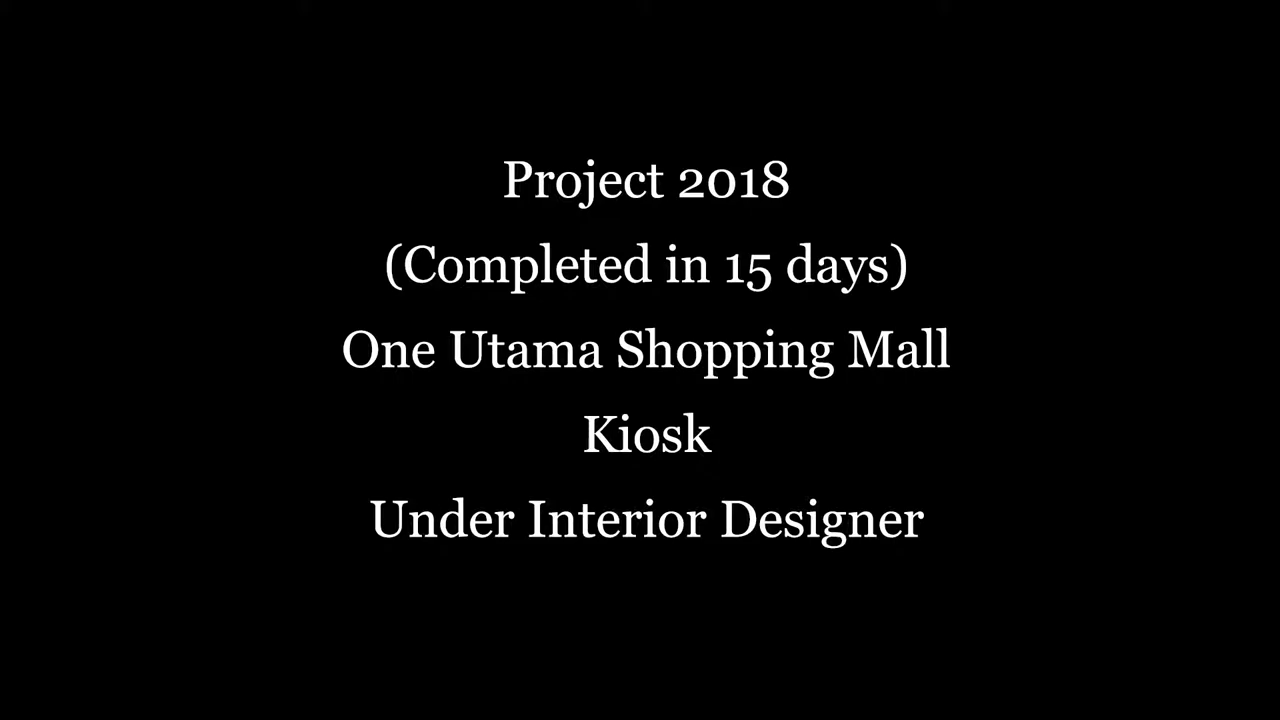 Project 2018
(Completed in 15 days)
One Utama Shopping Mall
Kiosk
Under Interior Designer